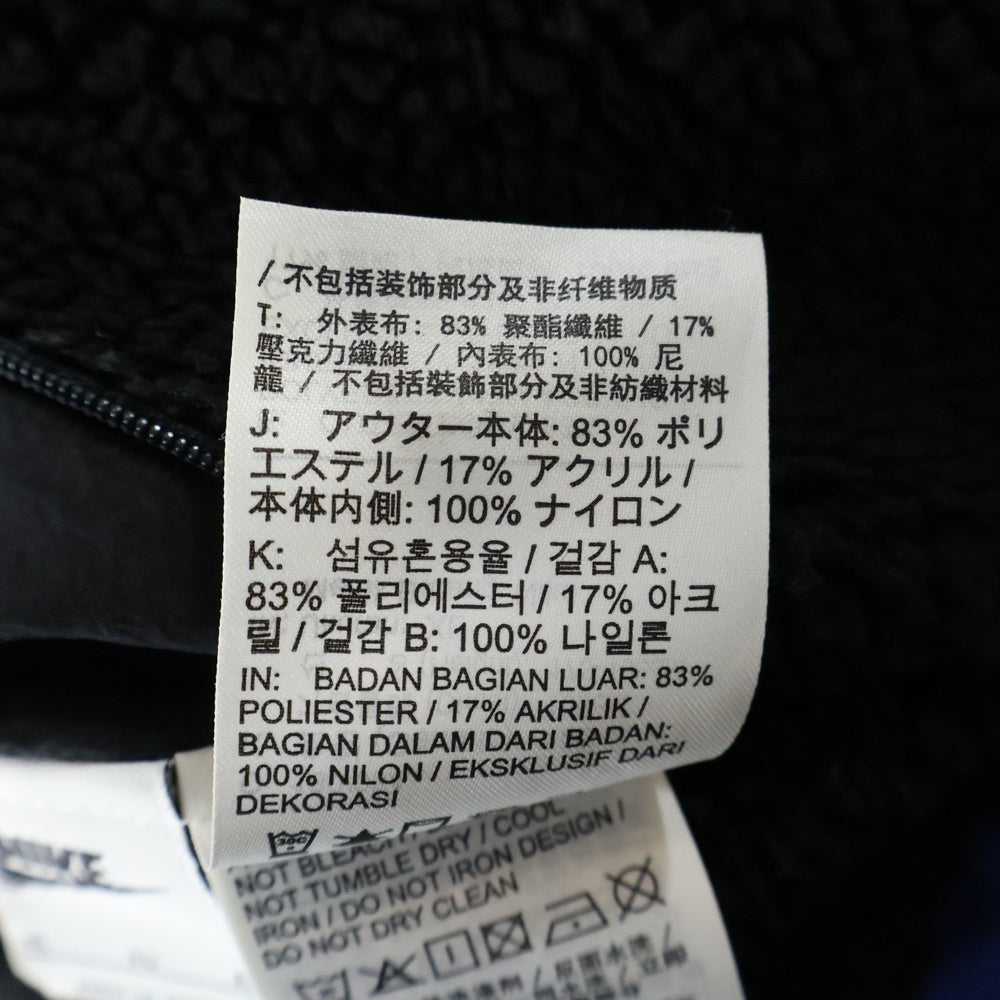 / 不包括装饰部分及非纤维物质
T: 外表布: 83% 聚酯纖維 / 17%
壓克力纖維 / 內表布: 100% 尼
龍 / 不包括裝飾部分及非紡織材料
J: アウター本体: 83% ポリ
エステル / 17% アクリル /
本体内側: 100% ナイロン
K: 섬유혼용율 / 겉감 A:
83% 폴리에스터 / 17% 아크
릴 / 겉감 B: 100% 나일론
IN: BADAN BAGIAN LUAR: 83%
POLIESTER / 17% AKRILIK /
BAGIAN DALAM DARI BADAN:
100% NILON / EKSKLUSIF DARI
DEKORASI
30C
NOT BLEACH / DRY / COOL
NOT TUMBLE DRY / COOL
IRON / DO NOT IRON DESIGN /
DO NOT DRY CLEAN
NIKE